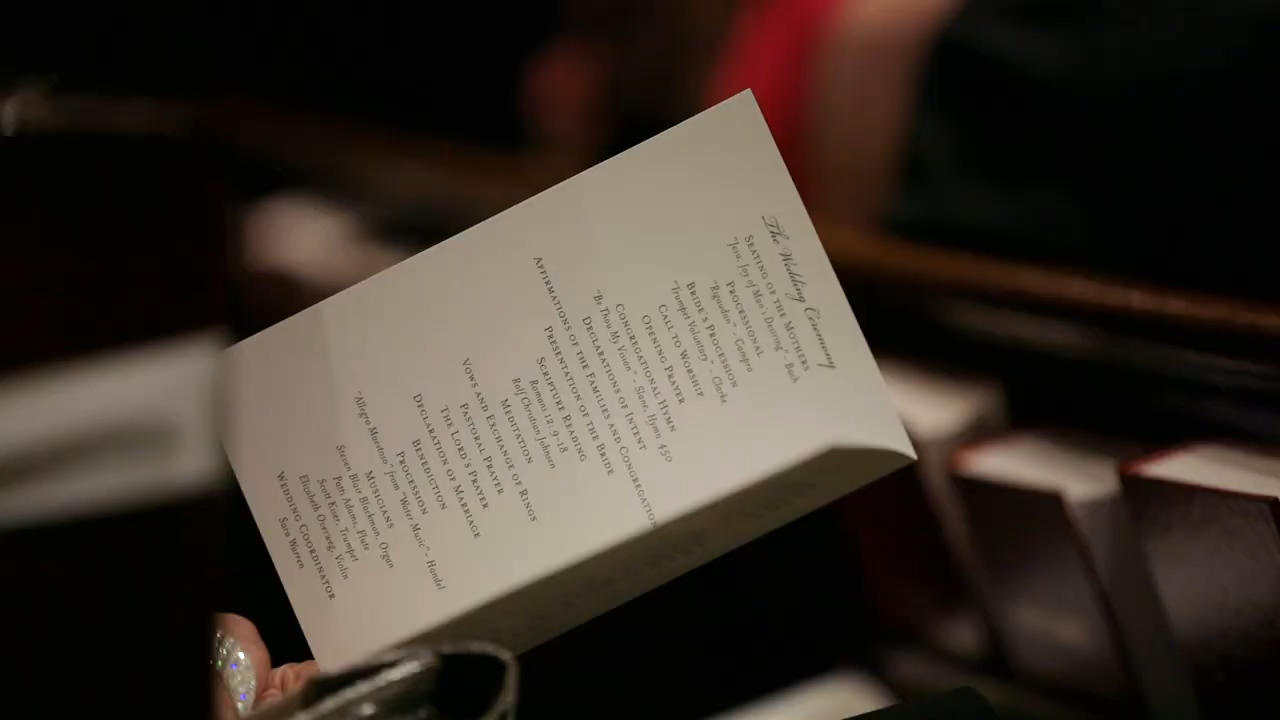 The Wedding Ceremony
Seating of the Mothers
"Jesu, Joy of Man's Desiring" - Bach
Processional
"Rigaudon" - Campra
Bride's Procession
"Trumpet Voluntary" - Clarke
Call to Worship
Opening Prayer
Congregational Hymn
"Be Thou My Vision" - Slane, Hymn 450
Declarations of Intent
Affirmations of the Families and Congregation
Presentation of the Bride
Scripture Reading
Romans 12: 9-18
Rolf Christian Johnsen
Meditation
Vows and Exchange of Rings
Pastoral Prayer
The Lord's Prayer
Declaration of Marriage
Benediction
Procession
"Allegro Maestoso" from "Water Music" - Handel
Musicians
Steven Blair Blackmon, Organ
Patti Adams, Flute
Scott Kiser, Trumpet
Elizabeth Overweg, Violin
Wedding Coordinator
Sara Warren